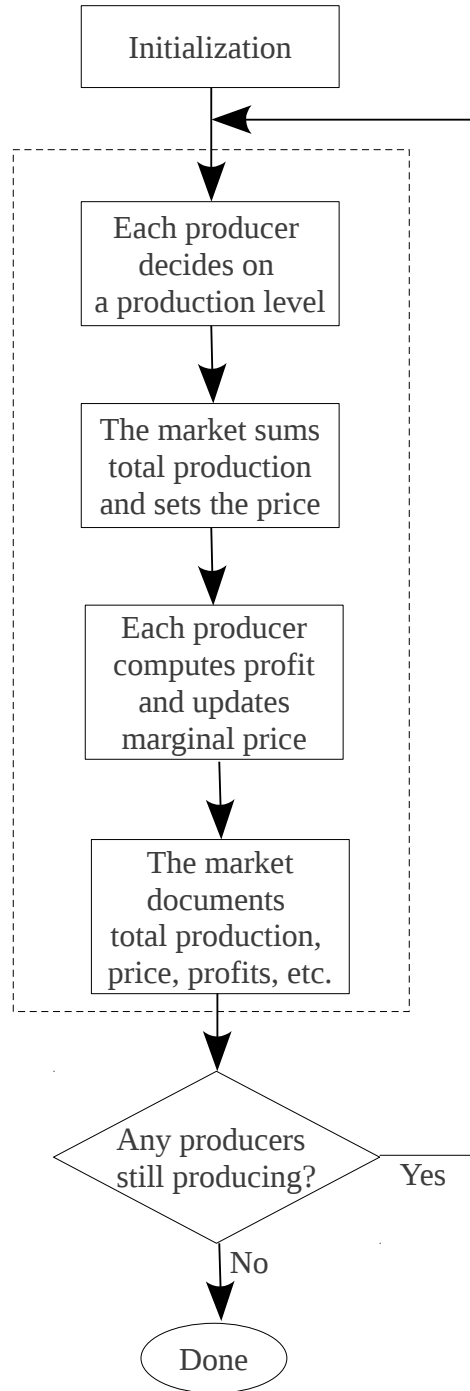 Initialization
Each producer
decides on
a production level
The market sums
total production
and sets the price
Each producer
computes profit
and updates
marginal price
The market
documents
total production,
price, profits, etc.
Any producers
still producing?
Yes
No
Done